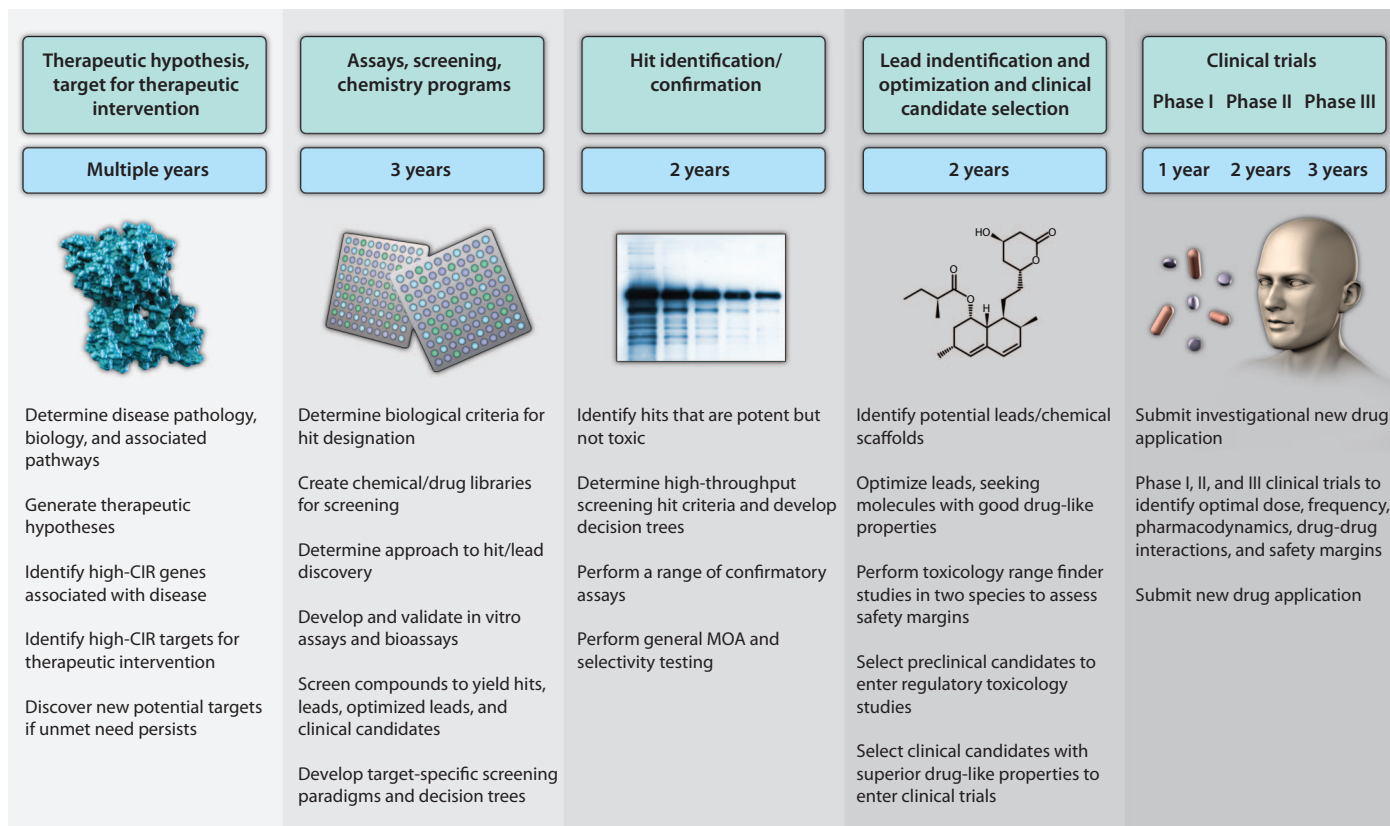 Therapeutic hypothesis,
target for therapeutic
intervention
Multiple years
Determine disease pathology,
biology, and associated
pathways
Generate therapeutic
hypotheses
Identify high-CIR genes
associated with disease
Identify high-CIR targets for
therapeutic intervention
Discover new potential targets
if unmet need persists
Assays, screening,
chemistry programs
3 years
Determine biological criteria for
hit designation
Create chemical/drug libraries
for screening
Determine approach to hit/lead
discovery
Develop and validate in vitro
assays and bioassays
Screen compounds to yield hits,
leads, optimized leads, and
clinical candidates
Develop target-specific screening
paradigms and decision trees
Hit identification/
confirmation
2 years
Identify hits that are potent but
not toxic
Determine high-throughput
screening hit criteria and develop
decision trees
Perform a range of confirmatory
assays
Perform general MOA and
selectivity testing
Lead indentification and
optimization and clinical
candidate selection
2 years
HO
O
O
O
O
H
Identify potential leads/chemical
scaffolds
Optimize leads, seeking
molecules with good drug-like
properties
Perform toxicology range finder
studies in two species to assess
safety margins
Select preclinical candidates to
enter regulatory toxicology
studies
Select clinical candidates with
superior drug-like properties to
enter clinical trials
Clinical trials
Phase I Phase II Phase III
1 year 2 years 3 years
Submit investigational new drug
application
Phase I, II, and III clinical trials to
identify optimal dose, frequency,
pharmacodynamics, drug-drug
interactions, and safety margins
Submit new drug application